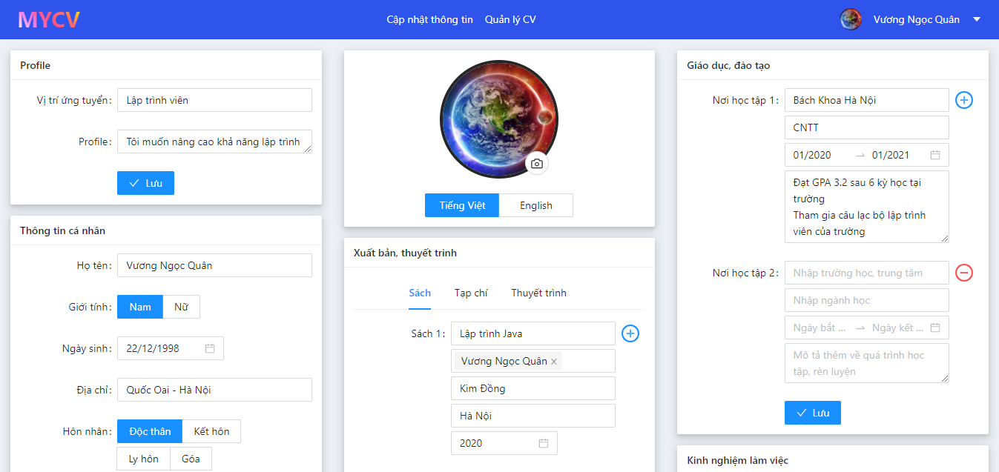 MYCV
Cập nhật thông tin
Quản lý CV
Vương Ngọc Quân
Profile
Vị trí ứng tuyển:
Lập trình viên
Profile:
Tôi muốn nâng cao khả năng lập trình
Lưu
Thông tin cá nhân
Họ tên:
Vương Ngọc Quân
Giới tính:
Nam
Nữ
Ngày sinh:
22/12/1998
Địa chỉ:
Quốc Oai - Hà Nội
Hôn nhân:
Độc thân
Kết hôn
Ly hôn
Góa
Tiếng Việt
English
Xuất bản, thuyết trình
Sách
Tạp chí
Thuyết trình
Sách 1:
Lập trình Java
Vương Ngọc Quân
Kim Đồng
Hà Nội
2020
Giáo dục, đào tạo
Nơi học tập 1:
Bách Khoa Hà Nội
CNTT
01/2020
01/2021
Đạt GPA 3.2 sau 6 kỳ học tại
trường
Tham gia câu lạc bộ lập trình
viên của trường
Nơi học tập 2:
Nhập trường học, trung tâm
Nhập ngành học
Ngày bắt ...
Ngày kết ...
Mô tả thêm về quá trình học
tập, rèn luyện
Lưu
Kinh nghiệm làm việc